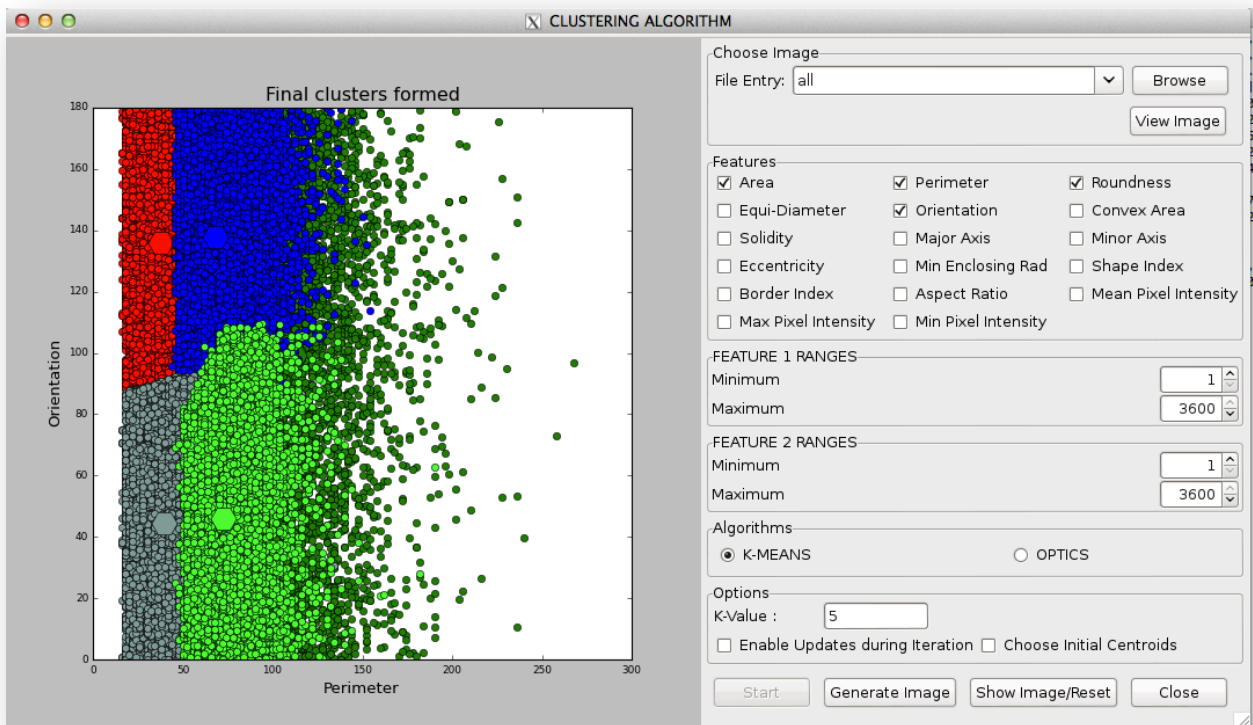 CLUSTERING ALGORITHM
Final clusters formed
180
160
140
120
100
80
60
40
20
0
Orientation
0 50 100 150 200 250 300
Perimeter
Choose Image
File Entry: all Browse
View Image
Features
Area Perimeter Roundness
Equi-Diameter Orientation Convex Area
Solidity Major Axis Minor Axis
Eccentricity Min Enclosing Rad Shape Index
Border Index Aspect Ratio Mean Pixel Intensity
Max Pixel Intensity Min Pixel Intensity
FEATURE 1 RANGES
Minimum 1
Maximum 3600
FEATURE 2 RANGES
Minimum 1
Maximum 3600
Algorithms
K-MEANS OPTICS
Options
K-Value : 5
Enable Updates during Iteration Choose Initial Centroids
Start Generate Image Show Image/Reset Close